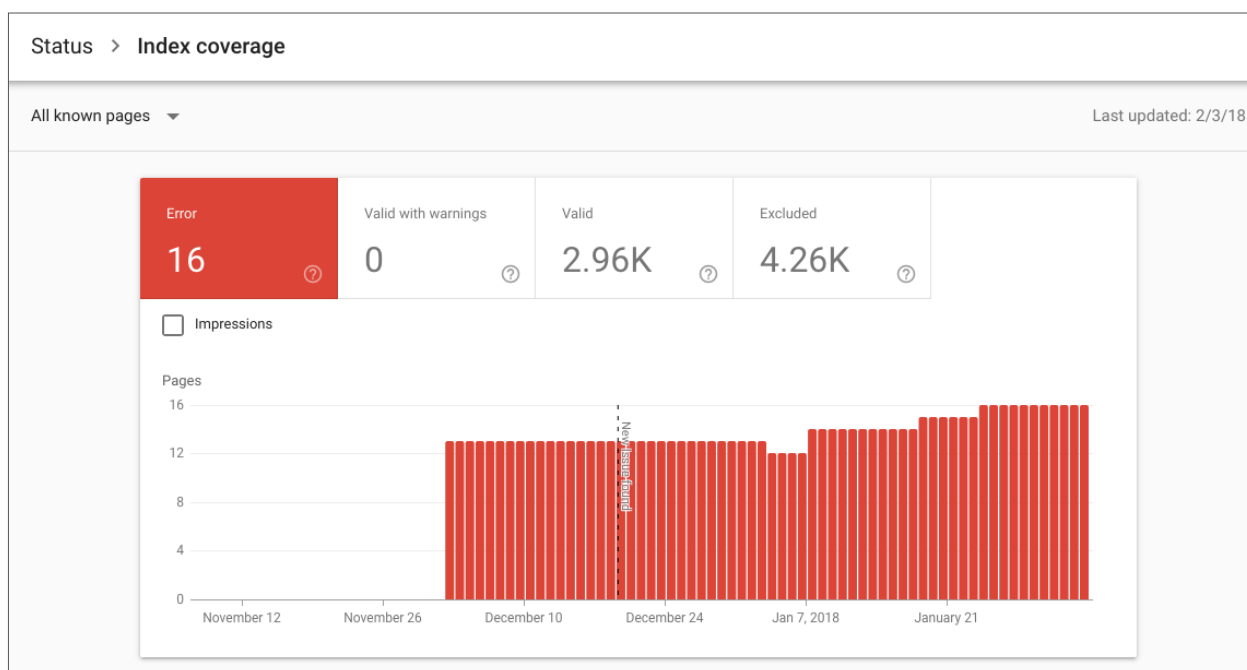 Status > Index coverage
All known pages
Last updated: 2/3/18
Error
Valid with warnings
Valid
Excluded
16
0
2.96K
4.26K
Impressions
Pages
16
12
8
4
0
New issue found
November 12
November 26
December 10
December 24
Jan 7, 2018
January 21